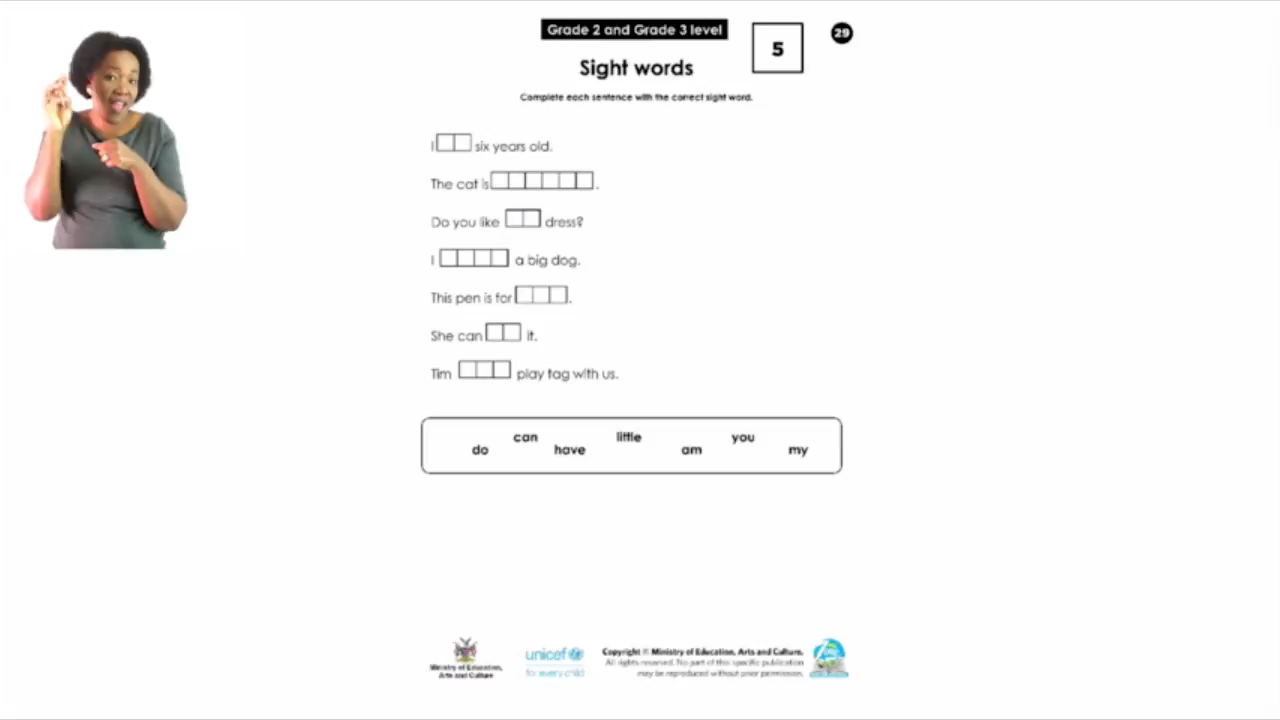 Grade 2 and Grade 3 level
5
29
Sight words
Complete each sentence with the correct sight word.
I six years old.
The cat is .
Do you like dress?
I a big dog.
This pen is for .
She can it.
Tim play tag with us.
can little you
do have am my
Ministry of Education,
Arts and Culture
unicef
for every child
Copyright © Ministry of Education, Arts and Culture.
All rights reserved. No part of this specific publication
may be reproduced without prior permission.